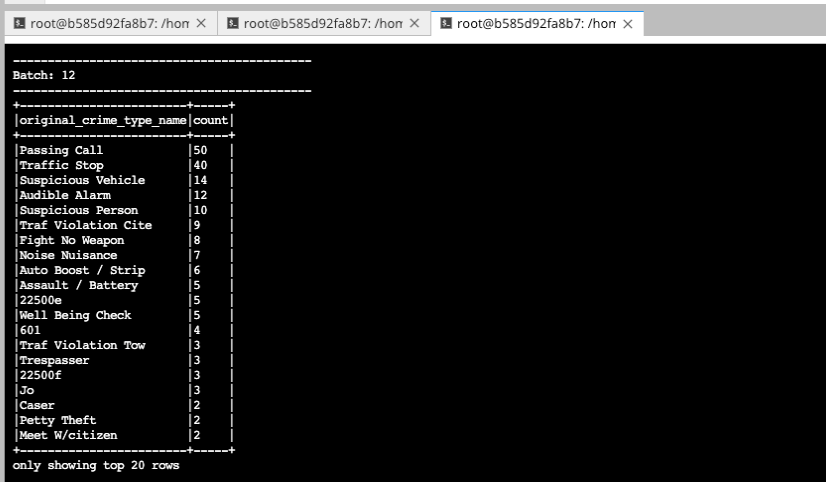 root@b585d92fa8b7: /hom × root@b585d92fa8b7: /hom × root@b585d92fa8b7: /hom ×
-------------------------------------------
Batch: 12
-------------------------------------------
+------------------------+-----+
|original_crime_type_name|count|
+------------------------+-----+
|Passing Call            |50   |
|Traffic Stop            |40   |
|Suspicious Vehicle      |14   |
|Audible Alarm           |12   |
|Suspicious Person       |10   |
|Traf Violation Cite     |9    |
|Fight No Weapon         |8    |
|Noise Nuisance          |7    |
|Auto Boost / Strip      |6    |
|Assault / Battery       |5    |
|22500e                  |5    |
|Well Being Check        |5    |
|601                     |4    |
|Traf Violation Tow      |3    |
|Trespasser              |3    |
|22500f                  |3    |
|Jo                      |3    |
|Caser                   |2    |
|Petty Theft             |2    |
|Meet W/citizen          |2    |
+------------------------+-----+
only showing top 20 rows